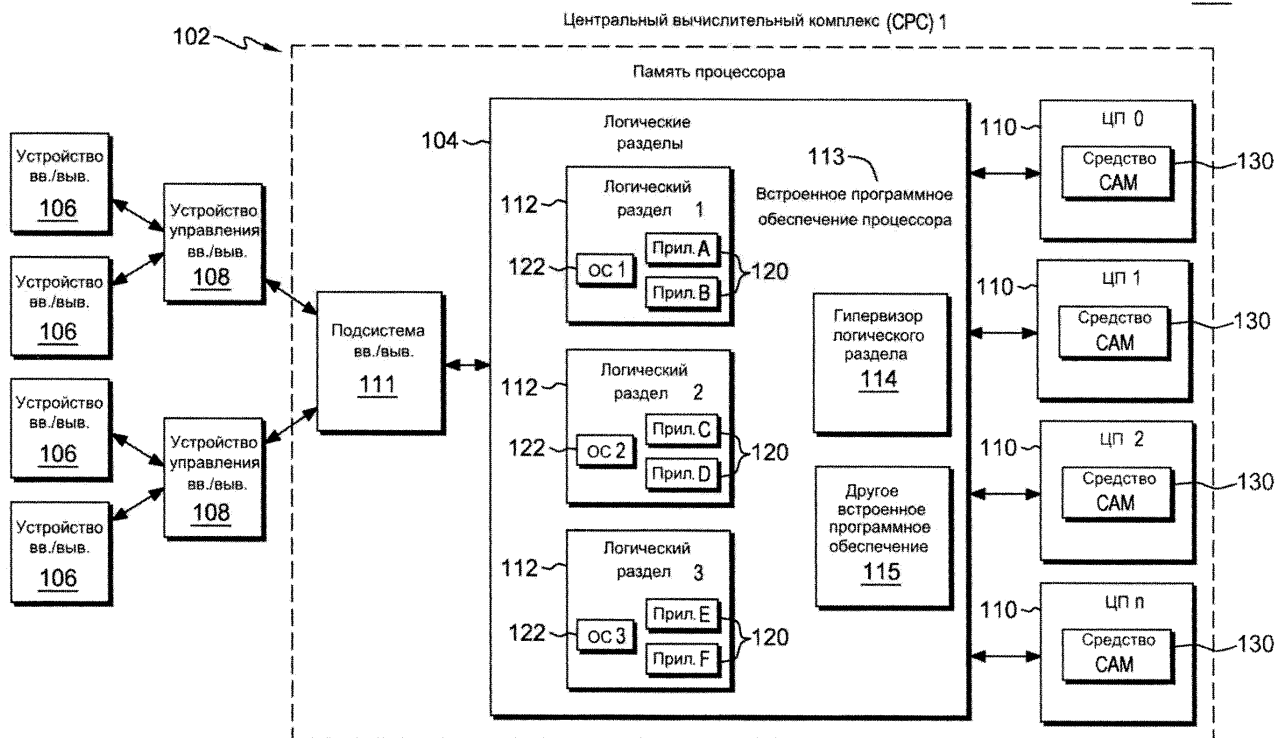 Центральный вычислительный комплекс (CPC) 1
102
Память процессора
Устройство
вв./выв.
106
Устройство
вв./выв.
106
Устройство
вв./выв.
106
Устройство
вв./выв.
106
Устройство
управления
вв./выв.
108
Устройство
управления
вв./выв.
108
Подсистема
вв./выв.
111
104
Логические
разделы
112
Логический
раздел 1
122
ОС 1
Прил. A
Прил. B
120
112
Логический
раздел 2
122
ОС 2
Прил. C
Прил. D
120
112
Логический
раздел 3
122
ОС 3
Прил. E
Прил. F
120
113
Встроенное программное
обеспечение процессора
Гипервизор
логического
раздела
114
Другое
встроенное
программное
обеспечение
115
110
ЦП 0
Средство
CAM
130
110
ЦП 1
Средство
CAM
130
110
ЦП 2
Средство
CAM
130
110
ЦП n
Средство
CAM
130